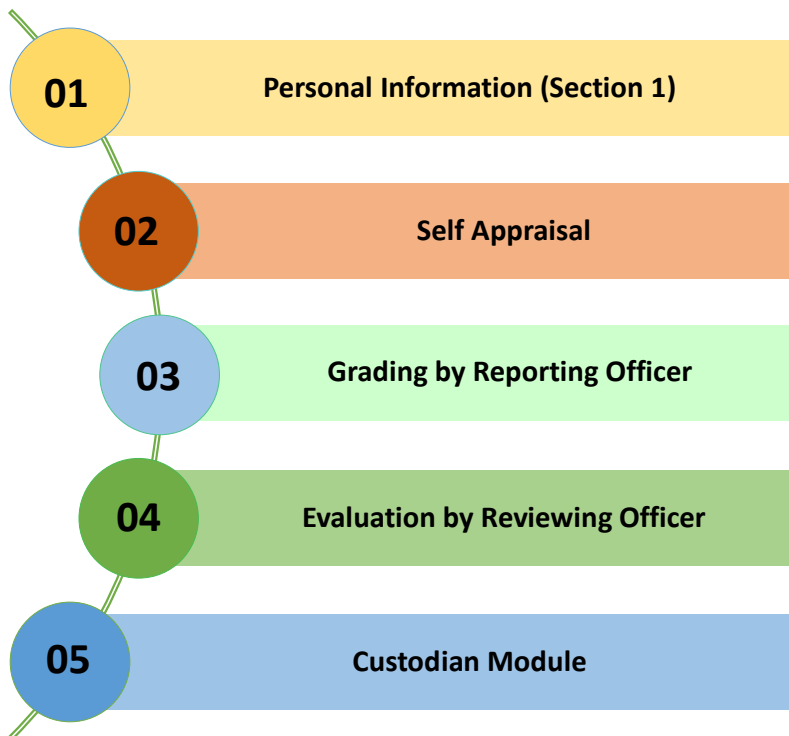 01
Personal Information (Section 1)
02
Self Appraisal
03
Grading by Reporting Officer
04
Evaluation by Reviewing Officer
05
Custodian Module